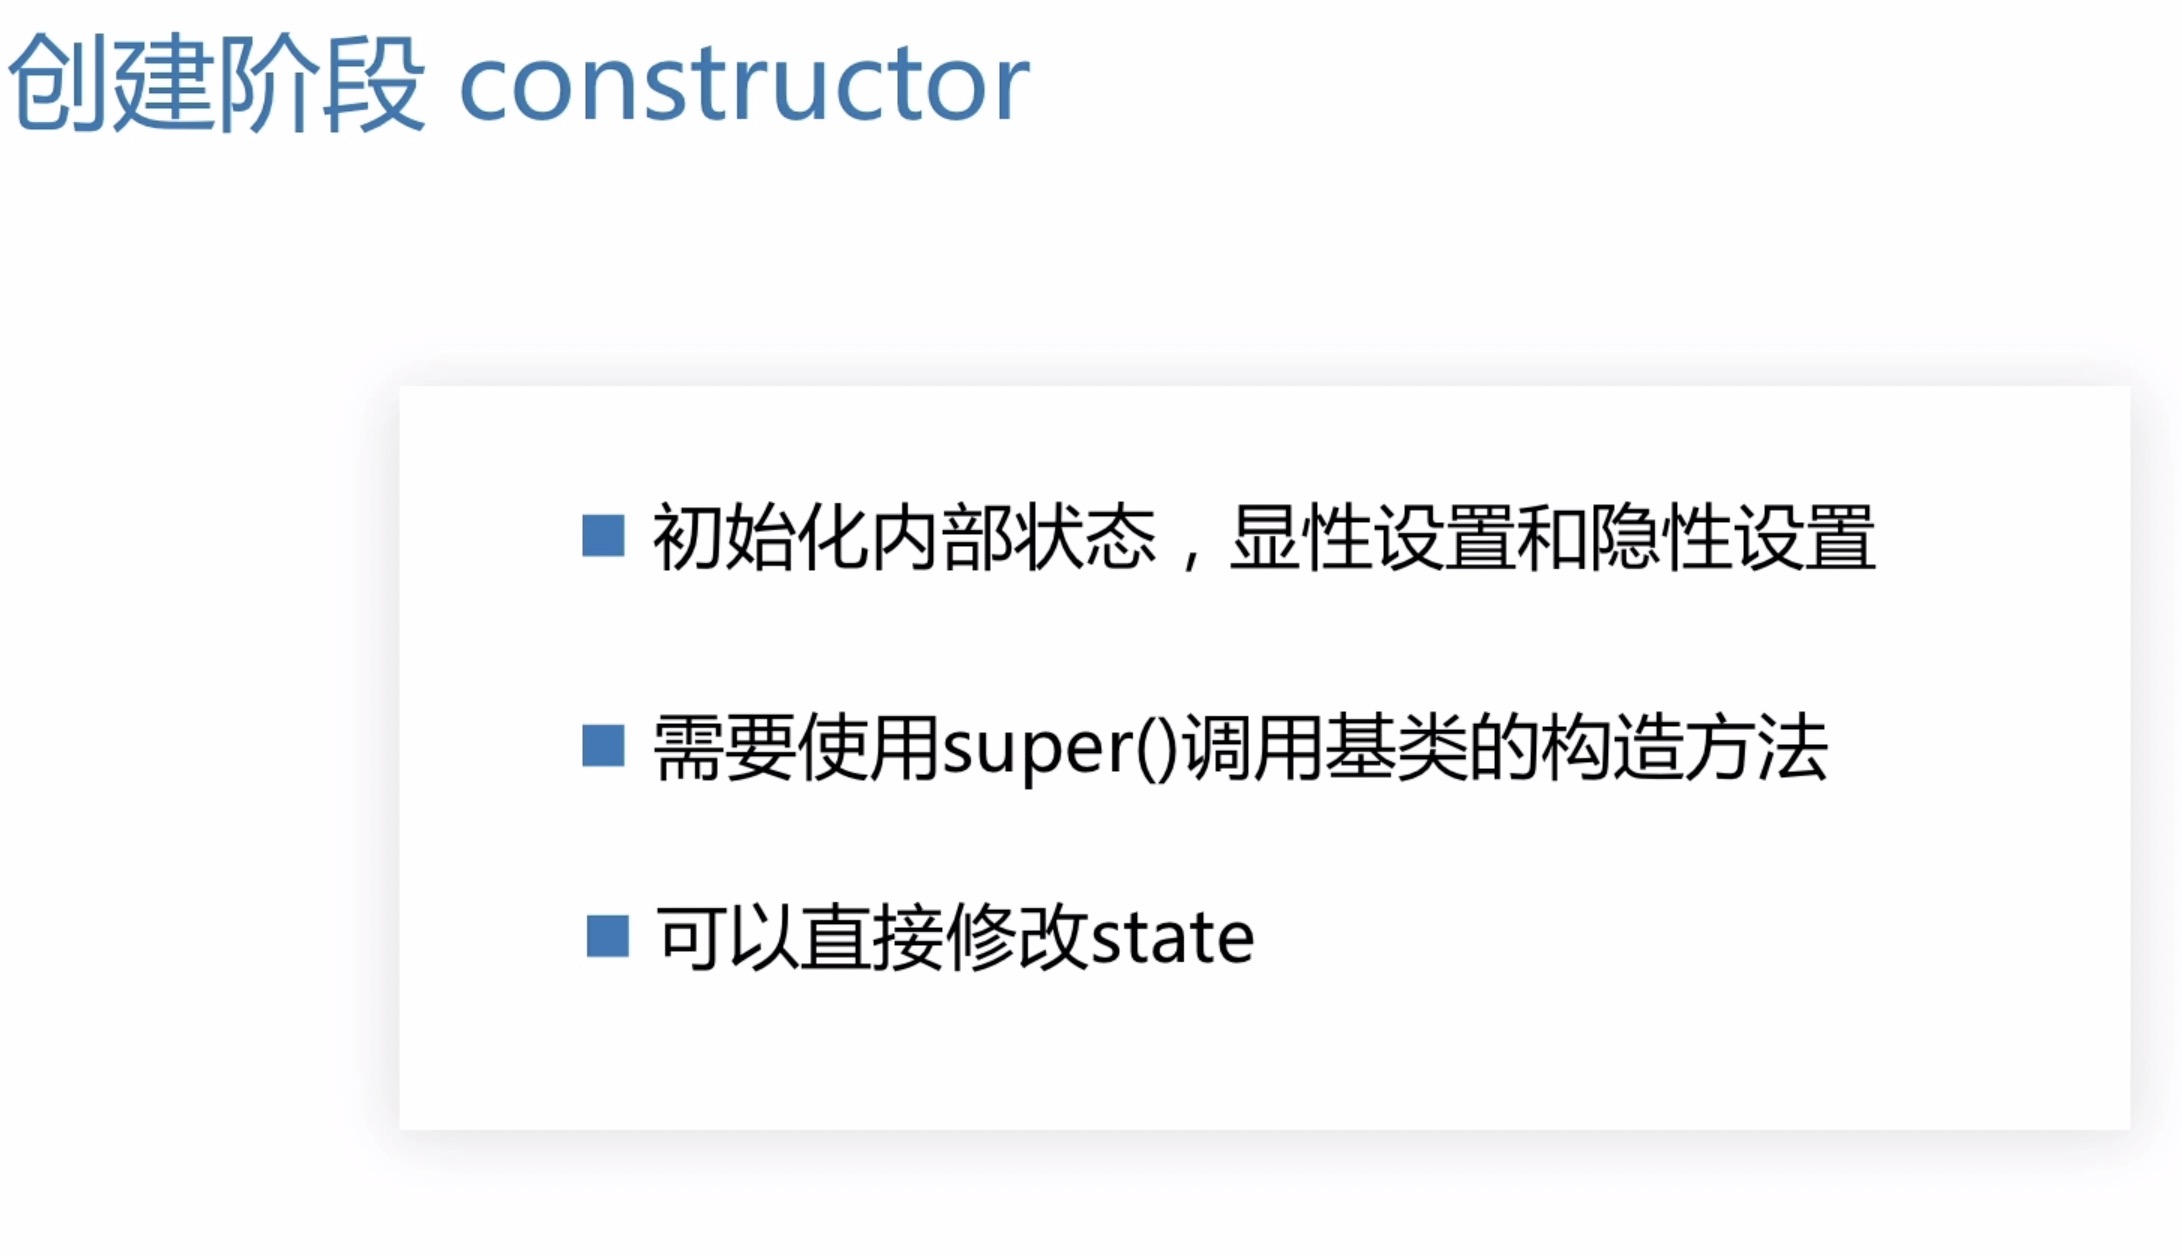 创建阶段 constructor
初始化内部状态，显性设置和隐性设置
需要使用super()调用基类的构造方法
可以直接修改state